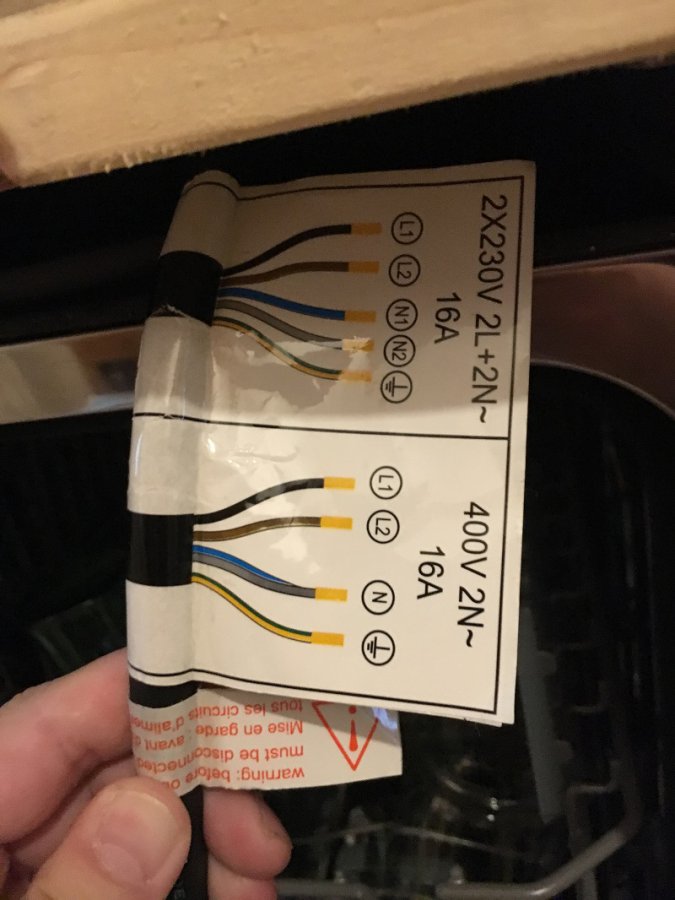 2X230V 2L+2N~
16A
L1
L2
N1
N2
400V 2N~
16A
L1
L2
N
warning: before
must be disconnected
Mise en garde : avant
tous les circuits